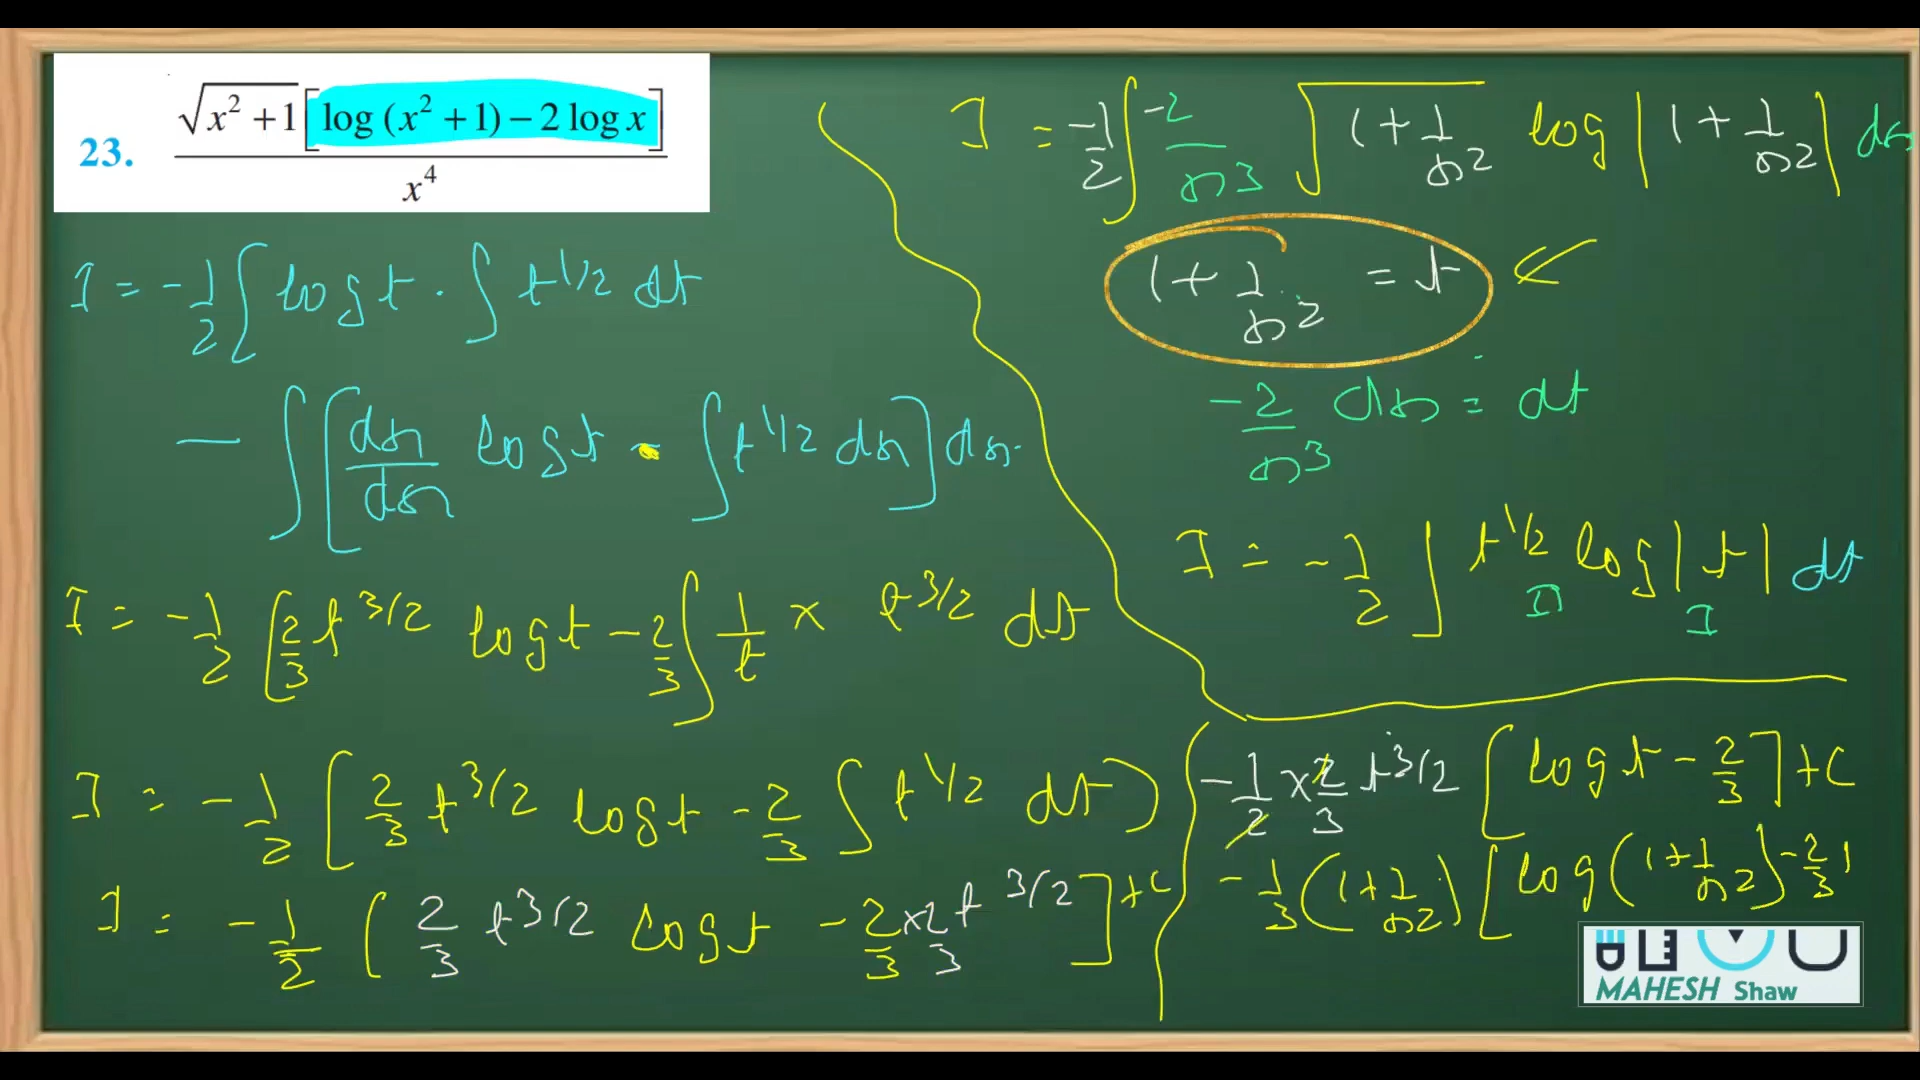 23. √(x² + 1) [log (x² + 1) – 2 log x] / x⁴
I = -1/2 ∫ log t · ∫ t^1/2 dt
— ∫ [dx/dx log t · ∫ t^1/2 dx] dx
I = -1/2 [2/3 t^3/2 log t - 2/3 ∫ 1/t × t^3/2 dt
I = -1/2 [2/3 t^3/2 log t - 2/3 ∫ t^1/2 dt)
I = -1/2 [2/3 t^3/2 log t - 2/3 × 2/3 t^3/2] + C
I = -1/2 ∫ -2/x³ √(1 + 1/x²) log |1 + 1/x²| dx
1 + 1/x² = t
-2/x³ dx = dt
I = -1/2 ∫ t^1/2 log |t| dt
II I
-1/2 × 2/3 t^3/2 [log t - 2/3] + C
-1/3 (1 + 1/x²) [log (1 + 1/x²) - 2/3]
MAHESH Shaw